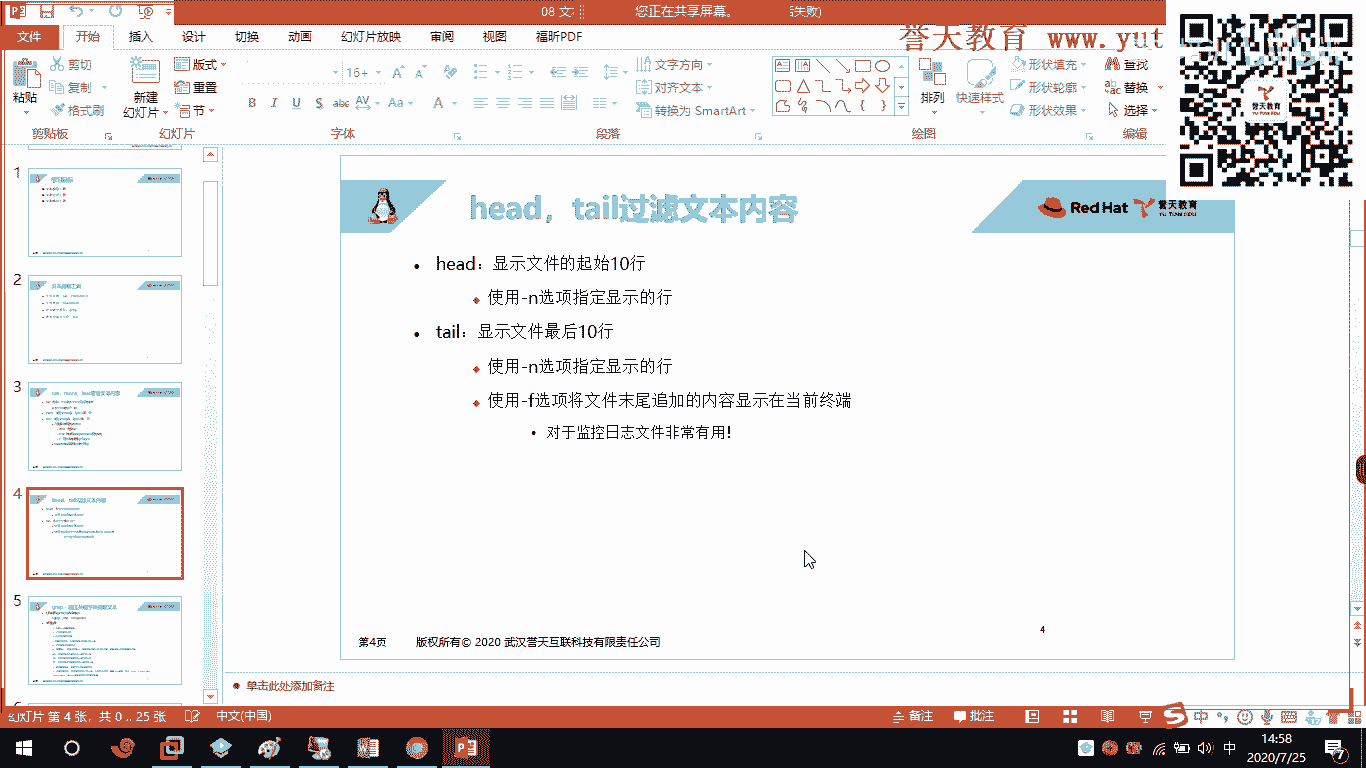 08 文
您正在共享屏幕。
失败)
文件 开始 插入 设计 切换 动画 幻灯片放映 审阅 视图 福昕PDF
誉天教育 www.yut
粘贴
剪切
复制
格式刷
剪贴板
新建
幻灯片
版式
重置
节
幻灯片
16
B I U S abc AV Aa A
字体
文字方向
对齐文本
转换为 SmartArt
段落
排列
快速样式
形状填充
形状轮廓
形状效果
绘图
查找
替换
选择
编辑
誉天教育
1
2
3
4
5
head，tail过滤文本内容
Red Hat 誉天教育
YU TIAN EDU
• head：显示文件的起始10行
使用-n选项指定显示的行
• tail：显示文件最后10行
使用-n选项指定显示的行
使用-f选项将文件末尾追加的内容显示在当前终端
• 对于监控日志文件非常有用！
第4页 版权所有© 2020 武汉誉天互联科技有限责任公司
4
单击此处添加备注
幻灯片 第 4 张，共 0 .. 25 张 中文(中国)
备注 批注
中
中
14:58
2020/7/25
7